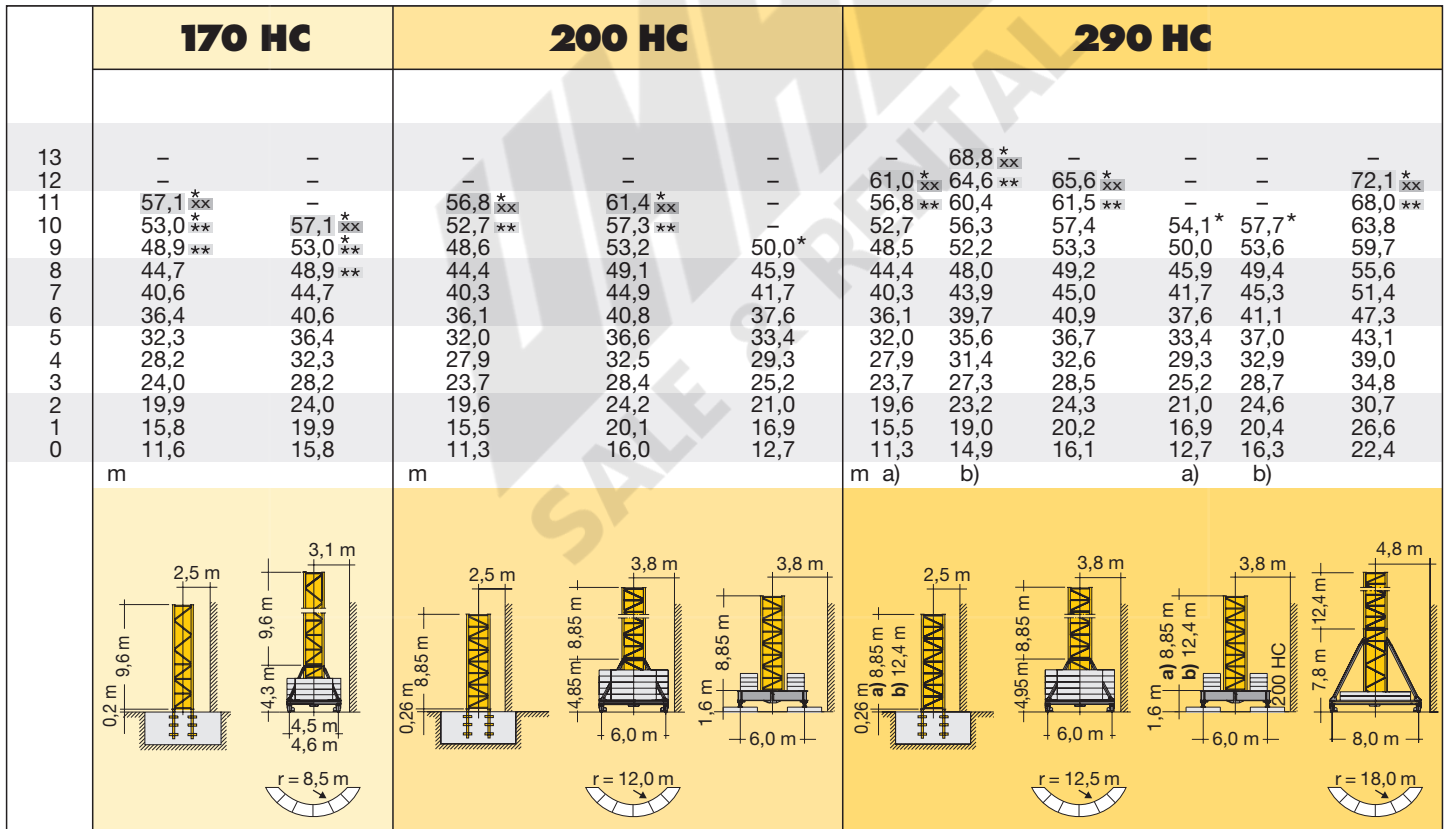 170 HC 200 HC 290 HC
13 – – – – – – 68,8 * xx – – – –
12 – – – – – 61,0 * xx 64,6 ** 65,6 * xx – – 72,1 * xx
11 57,1 * xx – 56,8 * xx 61,4 * xx – 56,8 ** 60,4 61,5 ** – – 68,0 **
10 53,0 * ** 57,1 * xx 52,7 ** 57,3 ** – 52,7 56,3 57,4 54,1 * 57,7 * 63,8
9 48,9 ** 53,0 * ** 48,6 53,2 50,0 * 48,5 52,2 53,3 50,0 53,6 59,7
8 44,7 48,9 ** 44,4 49,1 45,9 44,4 48,0 49,2 45,9 49,4 55,6
7 40,6 44,7 40,3 44,9 41,7 40,3 43,9 45,0 41,7 45,3 51,4
6 36,4 40,6 36,1 40,8 37,6 36,1 39,7 40,9 37,6 41,1 47,3
5 32,3 36,4 32,0 36,6 33,4 32,0 35,6 36,7 33,4 37,0 43,1
4 28,2 32,3 27,9 32,5 29,3 27,9 31,4 32,6 29,3 32,9 39,0
3 24,0 28,2 23,7 28,4 25,2 23,7 27,3 28,5 25,2 28,7 34,8
2 19,9 24,0 19,6 24,2 21,0 19,6 23,2 24,3 21,0 24,6 30,7
1 15,8 19,9 15,5 20,1 16,9 15,5 19,0 20,2 16,9 20,4 26,6
0 11,6 15,8 11,3 16,0 12,7 11,3 14,9 16,1 12,7 16,3 22,4
m m m a) b) a) b)
2,5 m
9,6 m
0,2 m
3,1 m
9,6 m
4,3 m
4,5 m
4,6 m
r = 8,5 m
2,5 m
8,85 m
0,26 m
3,8 m
8,85 m
4,85 m
6,0 m
r = 12,0 m
3,8 m
8,85 m
1,6 m
6,0 m
2,5 m
a) 8,85 m
b) 12,4 m
0,26 m
3,8 m
8,85 m
4,95 m
6,0 m
r = 12,5 m
3,8 m
a) 8,85 m
b) 12,4 m
1,6 m
200 HC
6,0 m
4,8 m
12,4 m
7,8 m
8,0 m
r = 18,0 m
SALE & RENTAL